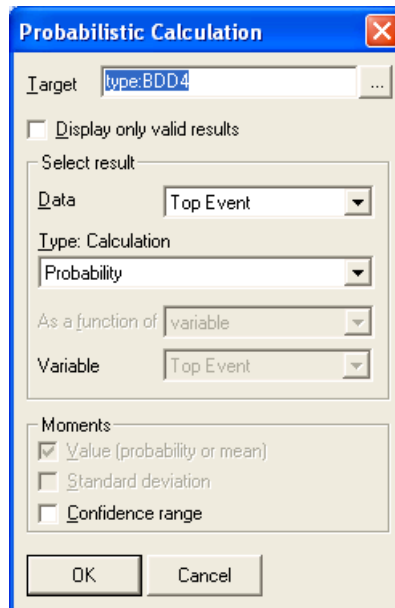 Probabilistic Calculation
Target type:BDD4 ...
Display only valid results
Select result
Data Top Event
Type: Calculation
Probability
As a function of variable
Variable Top Event
Moments
Value (probability or mean)
Standard deviation
Confidence range
OK Cancel